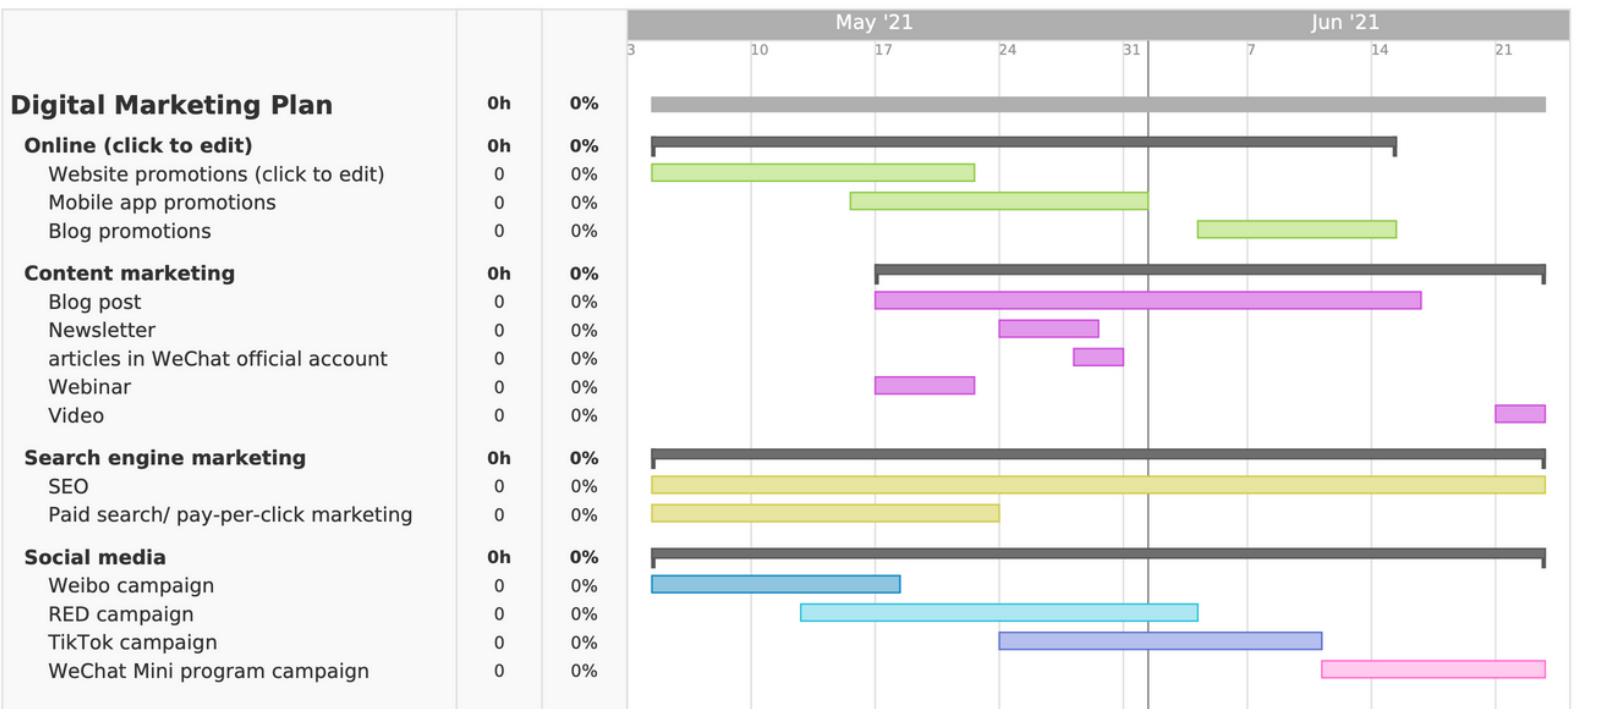 May '21 Jun '21
3 10 17 24 31 7 14 21
Digital Marketing Plan 0h 0%
Online (click to edit) 0h 0%
Website promotions (click to edit) 0 0%
Mobile app promotions 0 0%
Blog promotions 0 0%
Content marketing 0h 0%
Blog post 0 0%
Newsletter 0 0%
articles in WeChat official account 0 0%
Webinar 0 0%
Video 0 0%
Search engine marketing 0h 0%
SEO 0 0%
Paid search/ pay-per-click marketing 0 0%
Social media 0h 0%
Weibo campaign 0 0%
RED campaign 0 0%
TikTok campaign 0 0%
WeChat Mini program campaign 0 0%